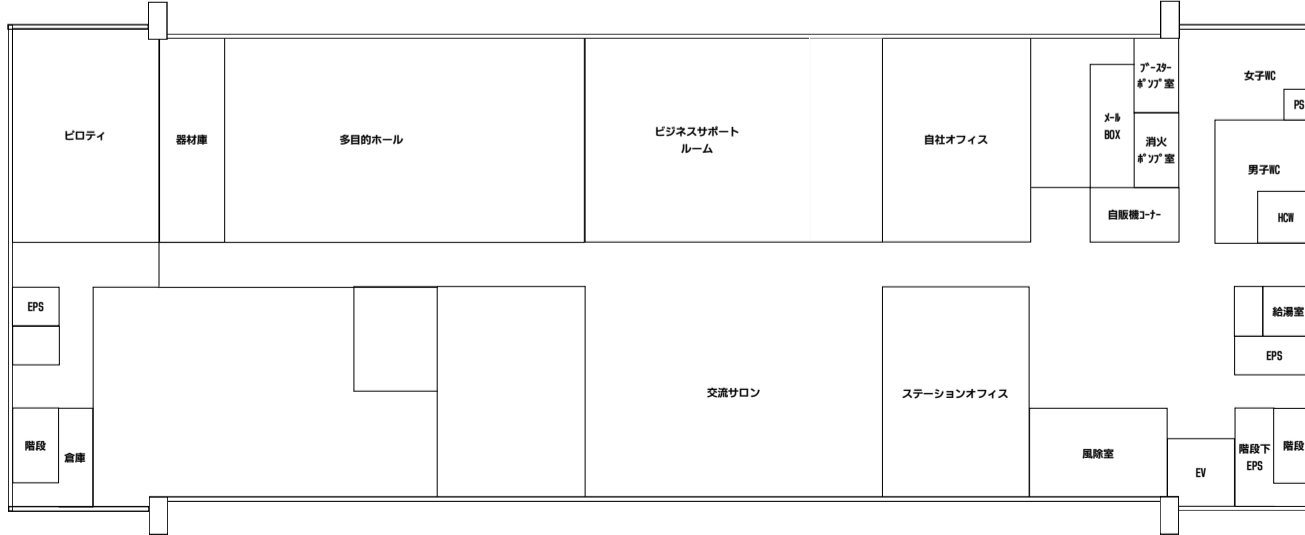 ピロティ
器材庫
多目的ホール
ビジネスサポート
ルーム
自社オフィス
メール
BOX
ブースター
ポンプ室
消火
ポンプ室
自販機コーナー
女子WC
PS
男子WC
HCW
EPS
階段
倉庫
交流サロン
ステーションオフィス
風除室
EV
給湯室
EPS
階段下
EPS
階段